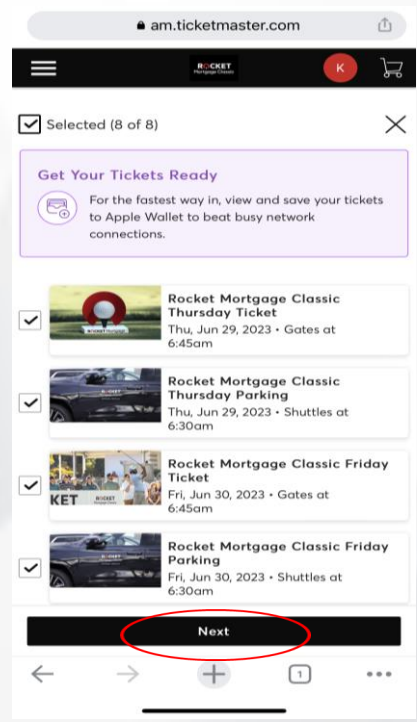 am.ticketmaster.com
ROCKET
Mortgage Classic
K
Selected (8 of 8)
Get Your Tickets Ready
For the fastest way in, view and save your tickets
to Apple Wallet to beat busy network
connections.
Rocket Mortgage Classic
Thursday Ticket
Thu, Jun 29, 2023 • Gates at
6:45am
Rocket Mortgage Classic
Thursday Parking
Thu, Jun 29, 2023 • Shuttles at
6:30am
Rocket Mortgage Classic Friday
Ticket
Fri, Jun 30, 2023 • Gates at
6:45am
KET
ROCKET
Rocket Mortgage Classic Friday
Parking
Fri, Jun 30, 2023 • Shuttles at
6:30am
Next
1